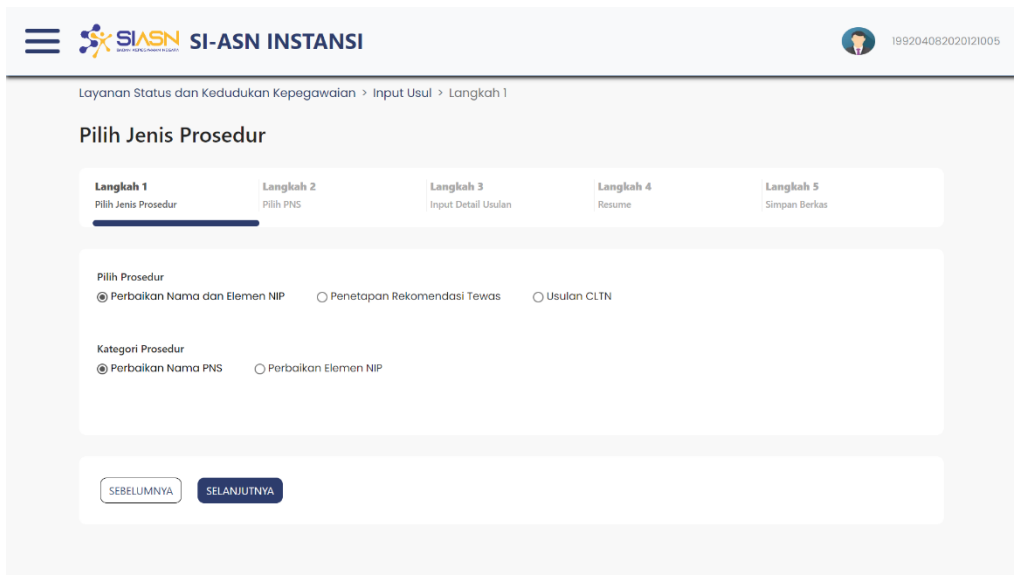 SIASN
BADAN KEPEGAWAIAN NEGARA
SI-ASN INSTANSI
199204082020121005
Layanan Status dan Kedudukan Kepegawaian > Input Usul > Langkah 1
Pilih Jenis Prosedur
Langkah 1 Langkah 2 Langkah 3 Langkah 4 Langkah 5
Pilih Jenis Prosedur Pilih PNS Input Detail Usulan Resume Simpan Berkas
Pilih Prosedur
Perbaikan Nama dan Elemen NIP Penetapan Rekomendasi Tewas Usulan CLTN
Kategori Prosedur
Perbaikan Nama PNS Perbaikan Elemen NIP
SEBELUMNYA SELANJUTNYA